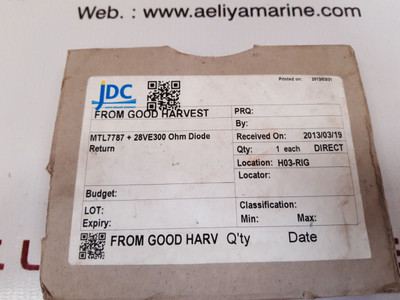 Web. : www.aeliyamarine.com
Printed on:
JDC
FROM GOOD HARVEST
MTL7787 + 28VE300 Ohm Diode
Return
Budget:
LOT:
Expiry:
PRQ:
By:
Received On: 2013/03/19
Qty: 1 each DIRECT
Location: H03-RIG
Locator:
Classification:
Min: Max:
FROM GOOD HARV Q'ty Date